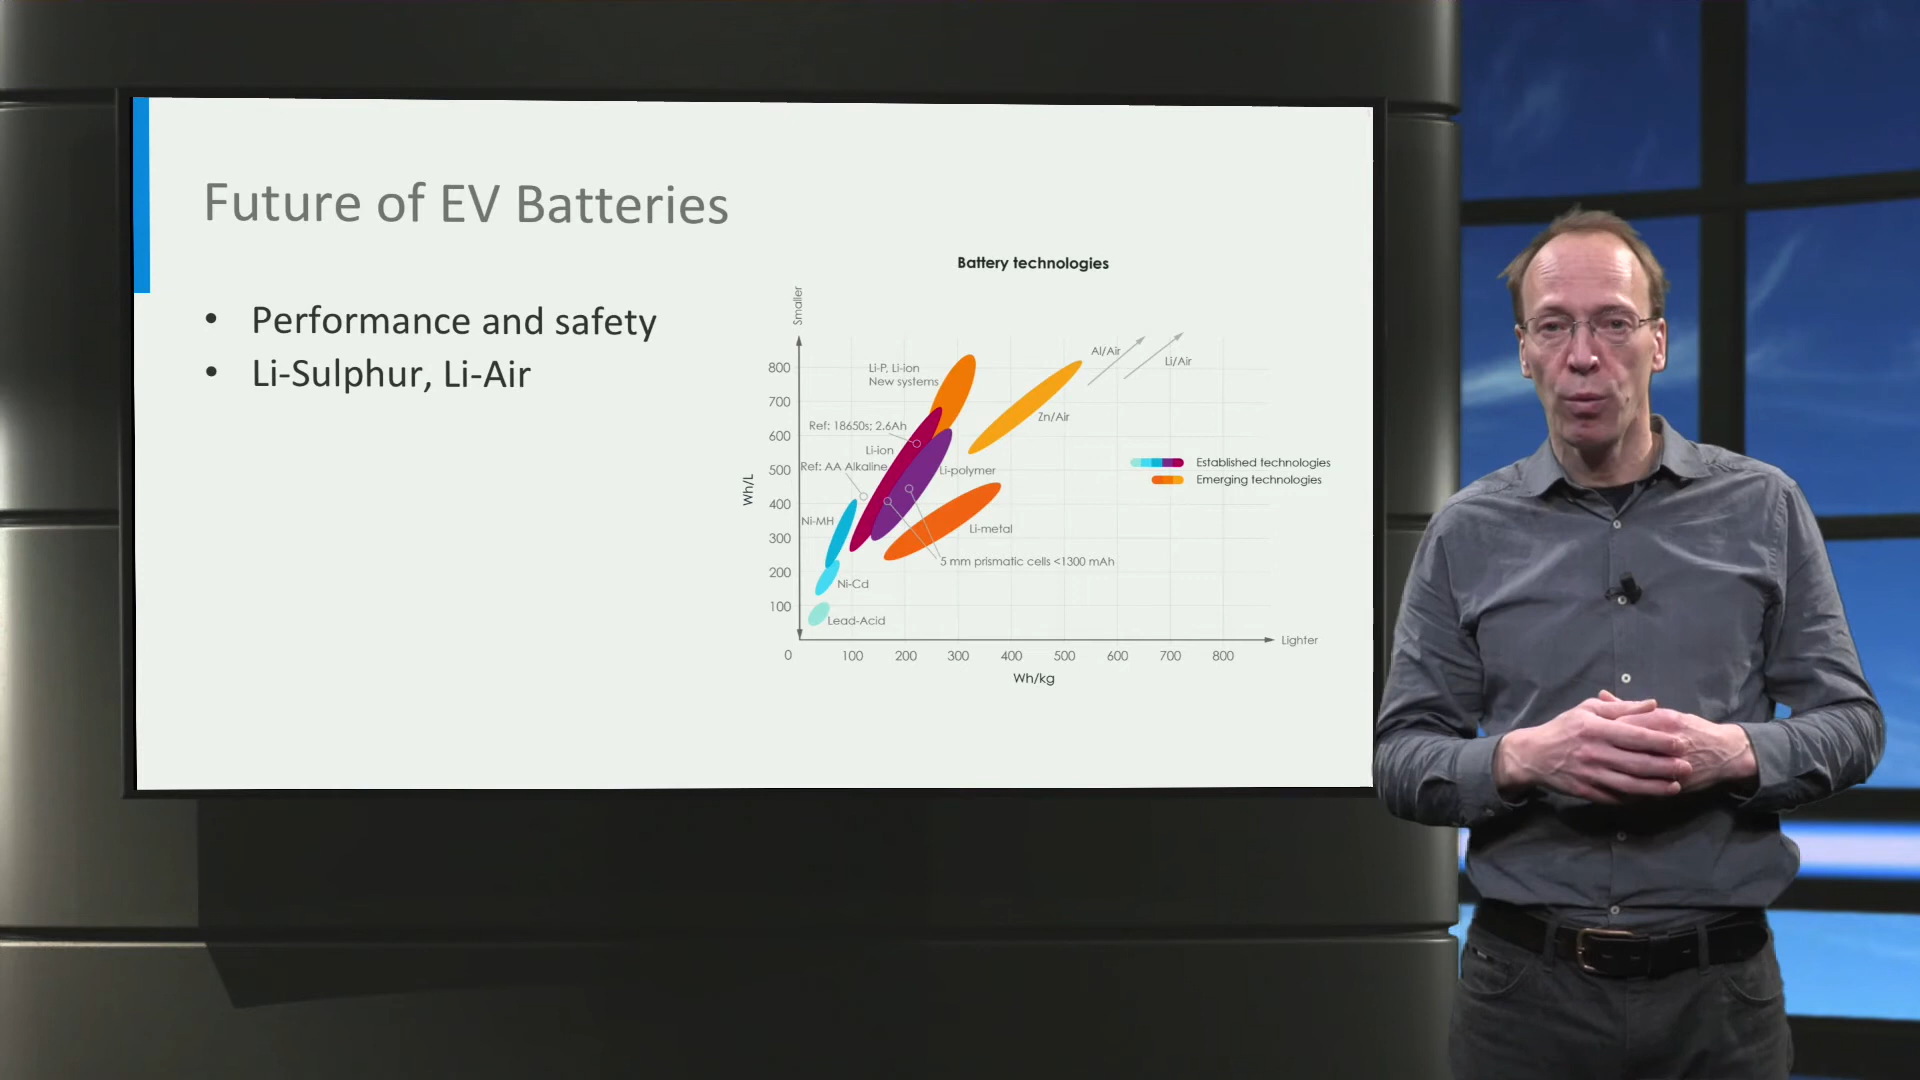 Future of EV Batteries
• Performance and safety
• Li-Sulphur, Li-Air
Battery technologies
Smaller
Wh/L
800
700
600
500
400
300
200
100
0
100 200 300 400 500 600 700 800
Lighter
Wh/kg
Li-P, Li-ion
New systems
Al/Air
Li/Air
Zn/Air
Ref: 18650s; 2.6Ah
Li-ion
Ref: AA Alkaline
Li-polymer
Ni-MH
Li-metal
5 mm prismatic cells <1300 mAh
Ni-Cd
Lead-Acid
Established technologies
Emerging technologies